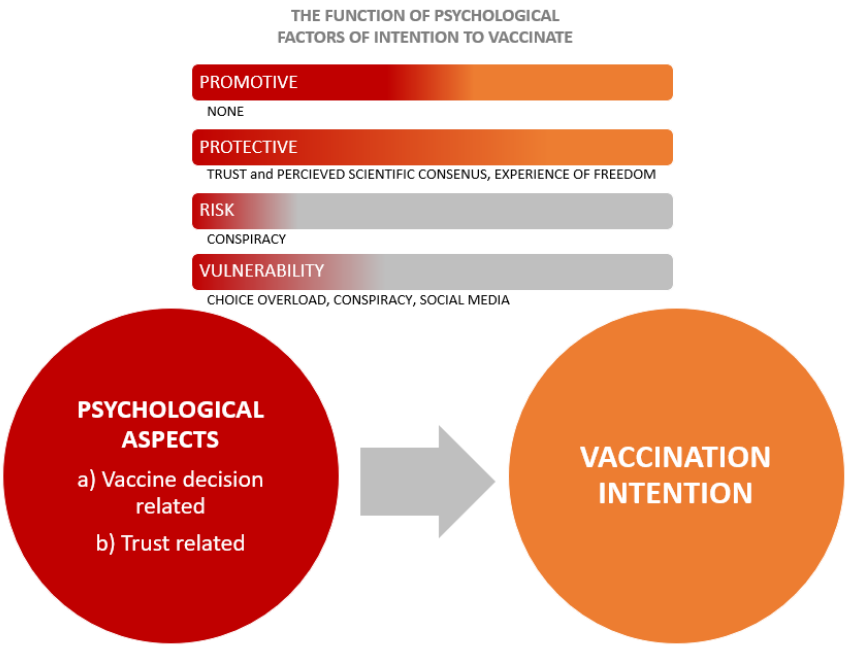 THE FUNCTION OF PSYCHOLOGICAL
FACTORS OF INTENTION TO VACCINATE
PROMOTIVE
NONE
PROTECTIVE
TRUST and PERCIEVED SCIENTIFIC CONSENUS, EXPERIENCE OF FREEDOM
RISK
CONSPIRACY
VULNERABILITY
CHOICE OVERLOAD, CONSPIRACY, SOCIAL MEDIA
PSYCHOLOGICAL
ASPECTS
a) Vaccine decision
related
b) Trust related
VACCINATION
INTENTION